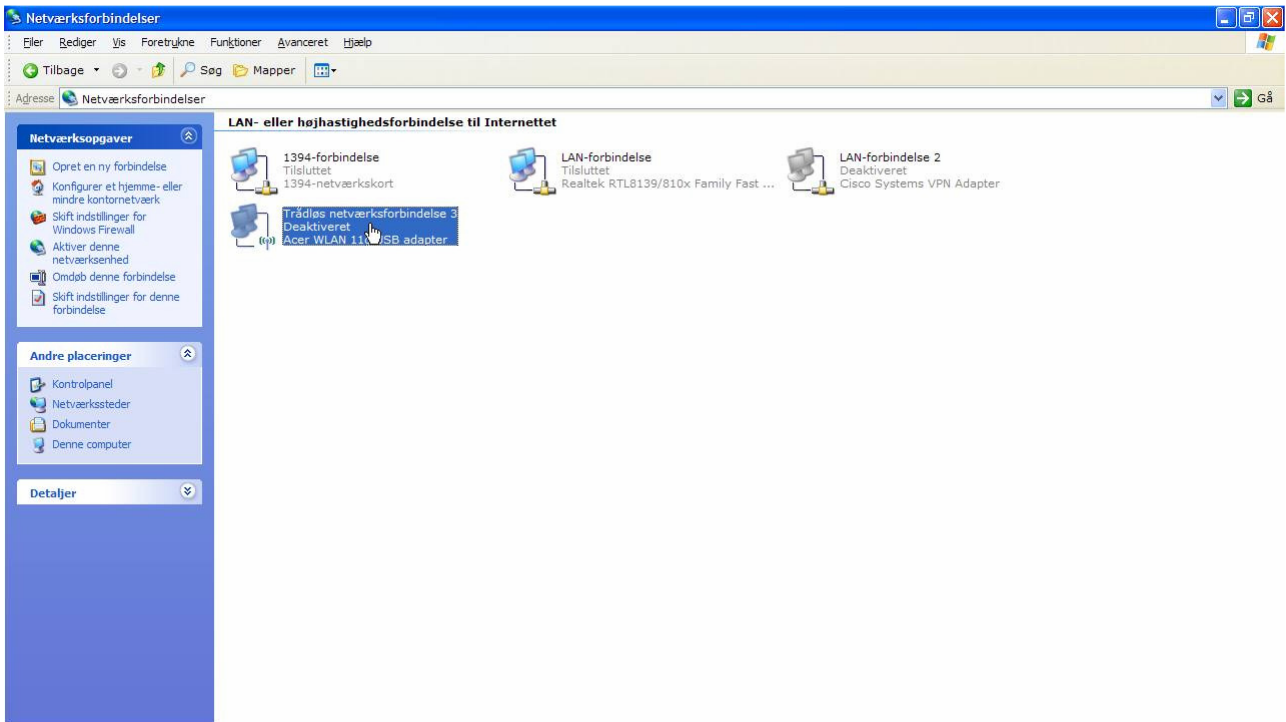 Netværksforbindelser
Filer Rediger Vis Foretrukne Funktioner Avanceret Hjælp
Tilbage Søg Mapper
Adresse Netværksforbindelser Gå
Netværksopgaver
Opret en ny forbindelse
Konfigurer et hjemme- eller
mindre kontornetværk
Skift indstillinger for
Windows Firewall
Aktiver denne
netværksenhed
Omdøb denne forbindelse
Skift indstillinger for denne
forbindelse
Andre placeringer
Kontrolpanel
Netværkssteder
Dokumenter
Denne computer
Detaljer
LAN- eller højhastighedsforbindelse til Internettet
1394-forbindelse
Tilsluttet
1394-netværkskort
LAN-forbindelse
Tilsluttet
Realtek RTL8139/810x Family Fast ...
LAN-forbindelse 2
Deaktiveret
Cisco Systems VPN Adapter
Trådløs netværksforbindelse 3
Deaktiveret
Acer WLAN USB adapter